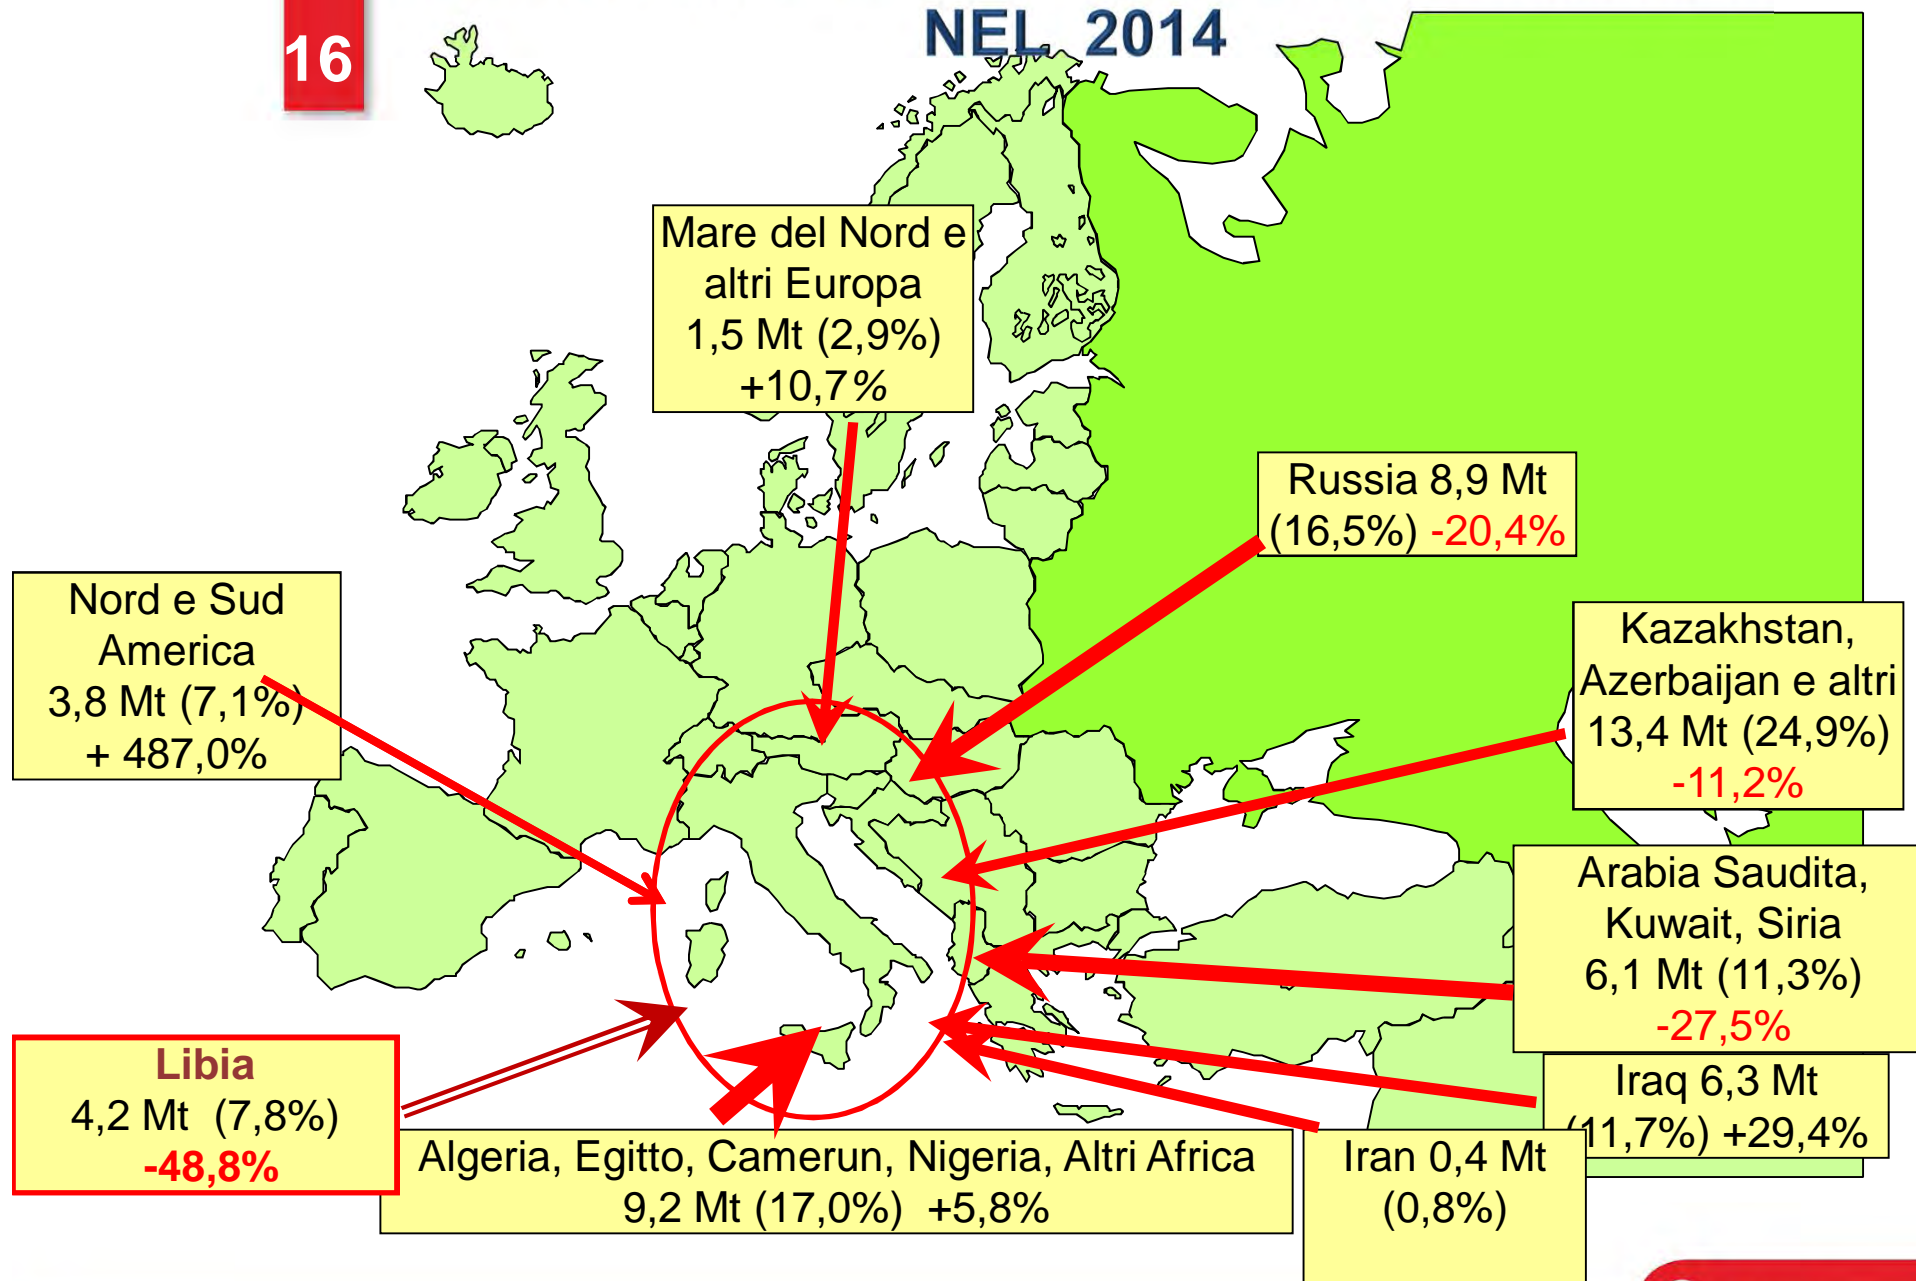 16
NEL 2014
Mare del Nord e
altri Europa
1,5 Mt (2,9%)
+10,7%
Russia 8,9 Mt
(16,5%) -20,4%
Nord e Sud
America
3,8 Mt (7,1%)
+ 487,0%
Kazakhstan,
Azerbaijan e altri
13,4 Mt (24,9%)
-11,2%
Arabia Saudita,
Kuwait, Siria
6,1 Mt (11,3%)
-27,5%
Libia
4,2 Mt (7,8%)
-48,8%
Iraq 6,3 Mt
(11,7%) +29,4%
Algeria, Egitto, Camerun, Nigeria, Altri Africa
9,2 Mt (17,0%) +5,8%
Iran 0,4 Mt
(0,8%)